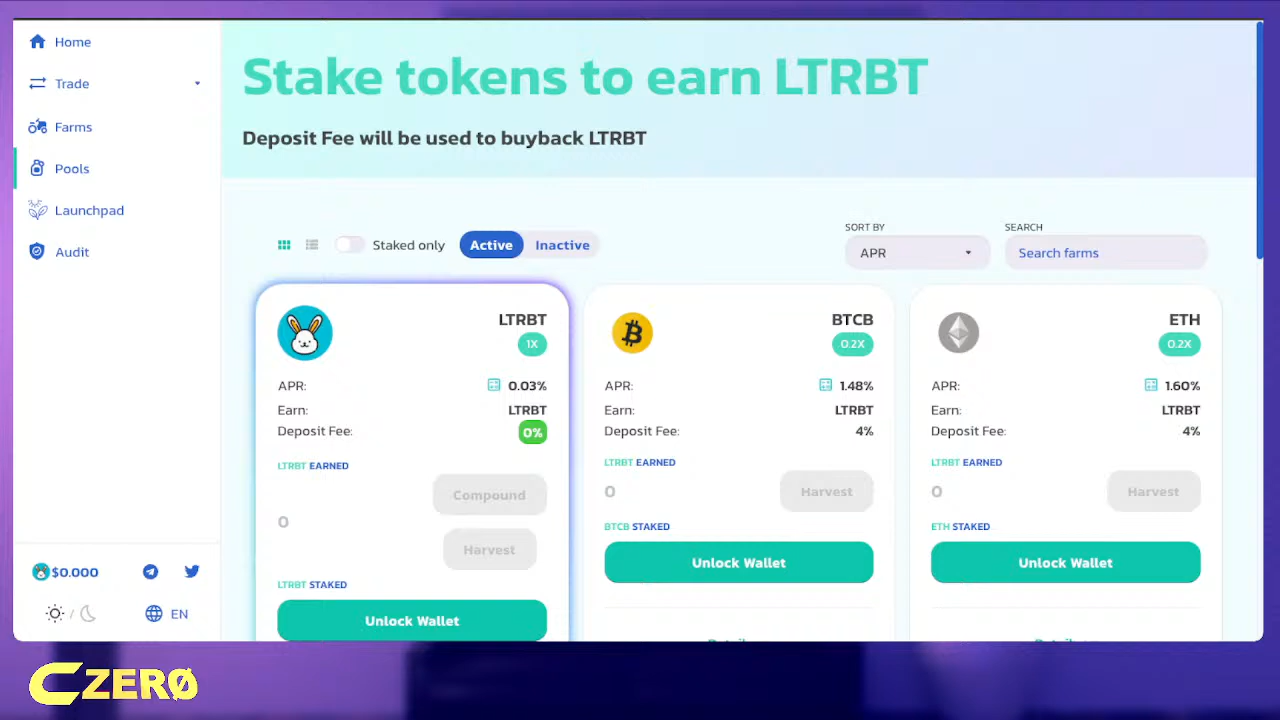 Home
Trade
Farms
Pools
Launchpad
Audit
$0.000
/
EN
Stake tokens to earn LTRBT
Deposit Fee will be used to buyback LTRBT
Staked only
Active
Inactive
SORT BY
APR
SEARCH
Search farms
LTRBT
1X
APR:
0.03%
Earn:
LTRBT
Deposit Fee:
0%
LTRBT EARNED
0
Compound
Harvest
LTRBT STAKED
Unlock Wallet
BTCB
0.2X
APR:
1.48%
Earn:
LTRBT
Deposit Fee:
4%
LTRBT EARNED
0
Harvest
BTCB STAKED
Unlock Wallet
ETH
0.2X
APR:
1.60%
Earn:
LTRBT
Deposit Fee:
4%
LTRBT EARNED
0
Harvest
ETH STAKED
Unlock Wallet
CZERØ